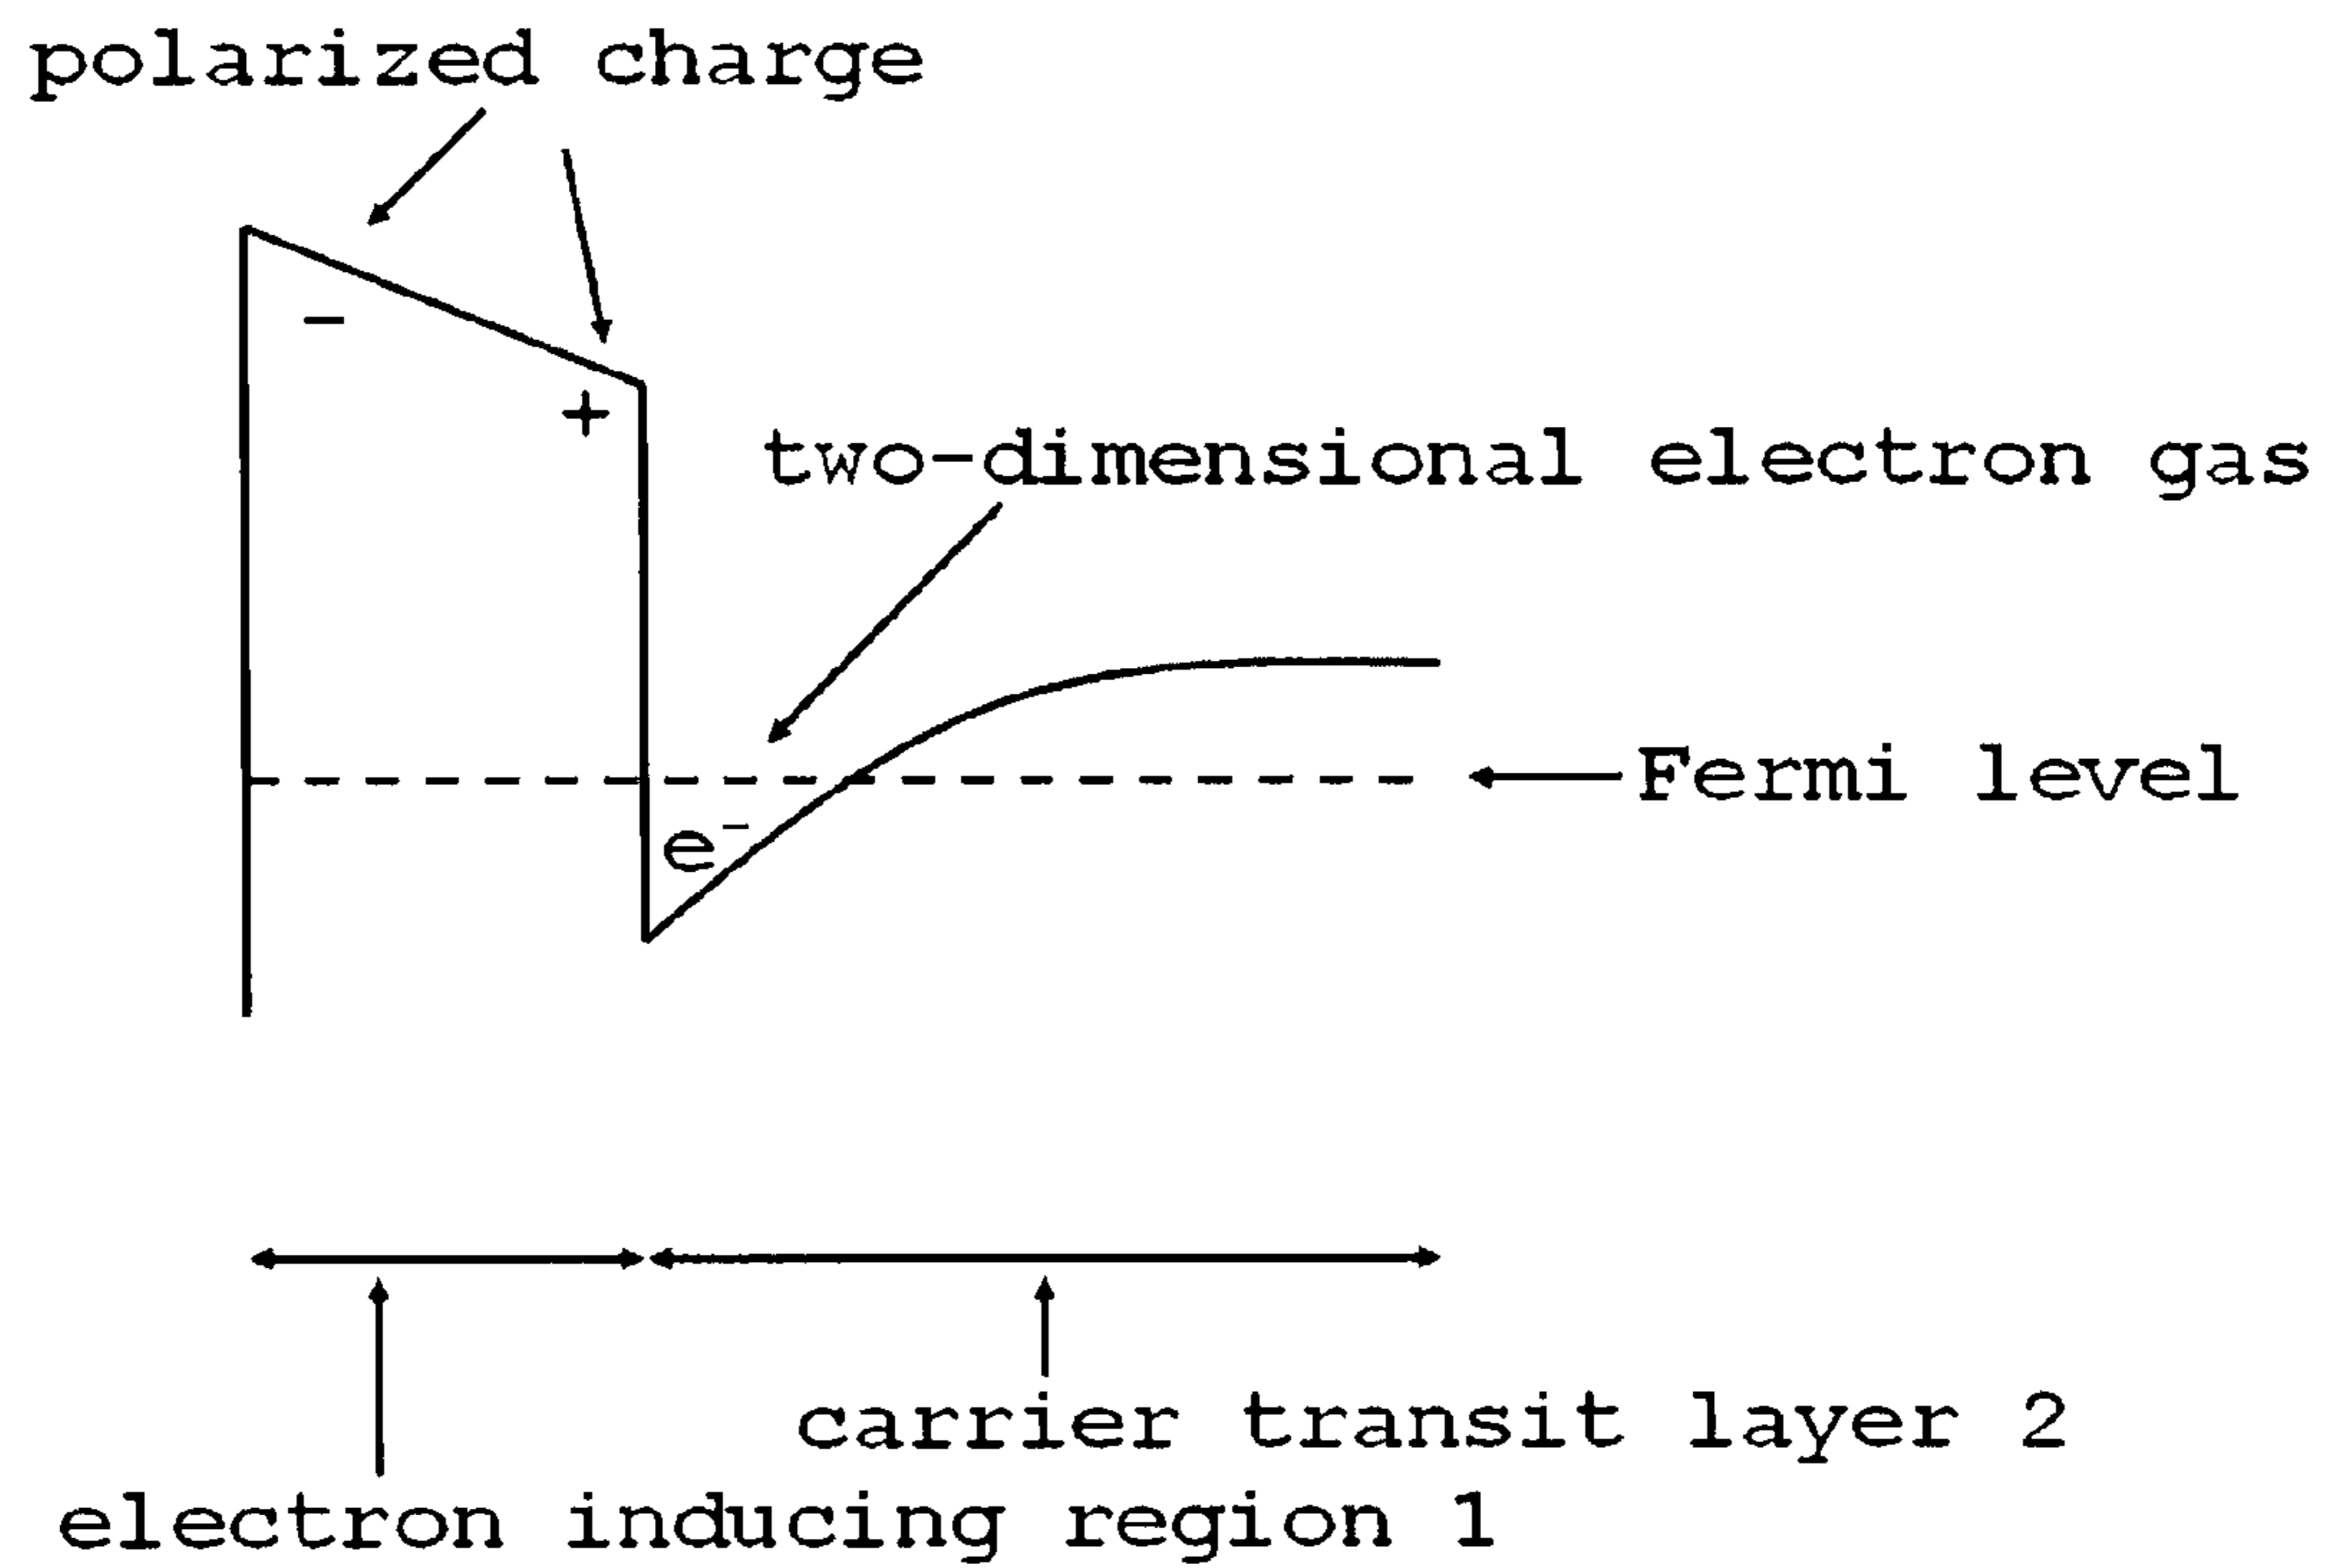 polarized charge
-
+
two-dimensional electron gas
Fermi level
e-
carrier transit layer 2
electron inducing region 1